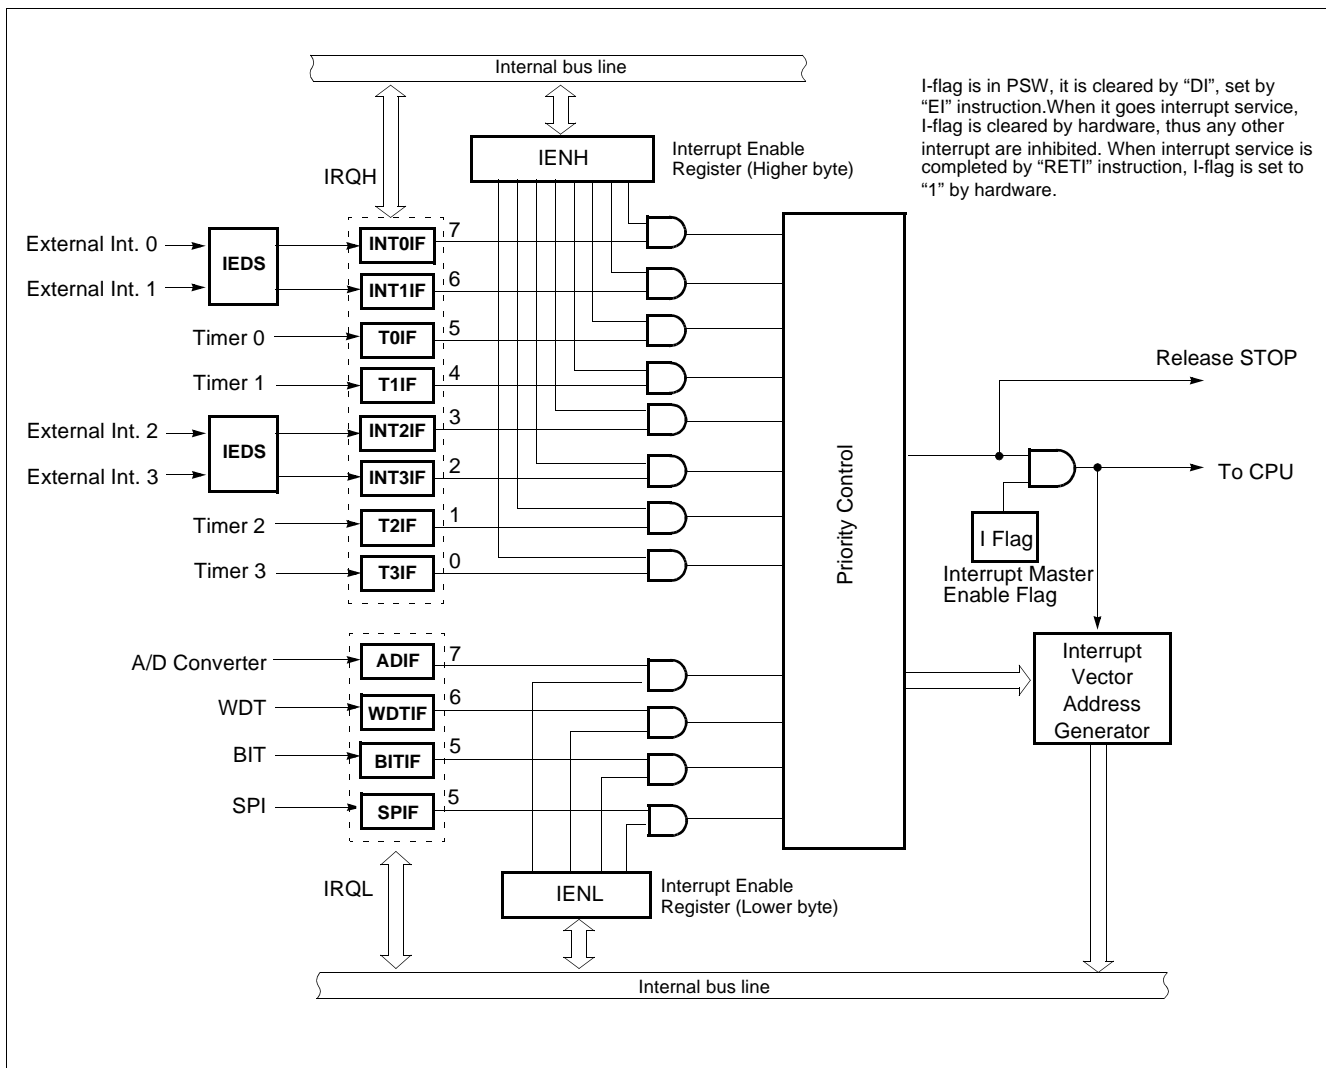 Internal bus line
I-flag is in PSW, it is cleared by “DI”, set by
“EI” instruction.When it goes interrupt service,
I-flag is cleared by hardware, thus any other
interrupt are inhibited. When interrupt service is
completed by “RETI” instruction, I-flag is set to
“1” by hardware.
IENH
Interrupt Enable
Register (Higher byte)
IRQH
External Int. 0
External Int. 1
IEDS
INT0IF
7
INT1IF
6
Timer 0
T0IF
5
Timer 1
T1IF
4
External Int. 2
External Int. 3
IEDS
INT2IF
3
INT3IF
2
Timer 2
T2IF
1
Timer 3
T3IF
0
Priority Control
Release STOP
To CPU
I Flag
Interrupt Master
Enable Flag
A/D Converter
ADIF
7
WDT
WDTIF
6
BIT
BITIF
5
SPI
SPIF
5
Interrupt
Vector
Address
Generator
IRQL
IENL
Interrupt Enable
Register (Lower byte)
Internal bus line